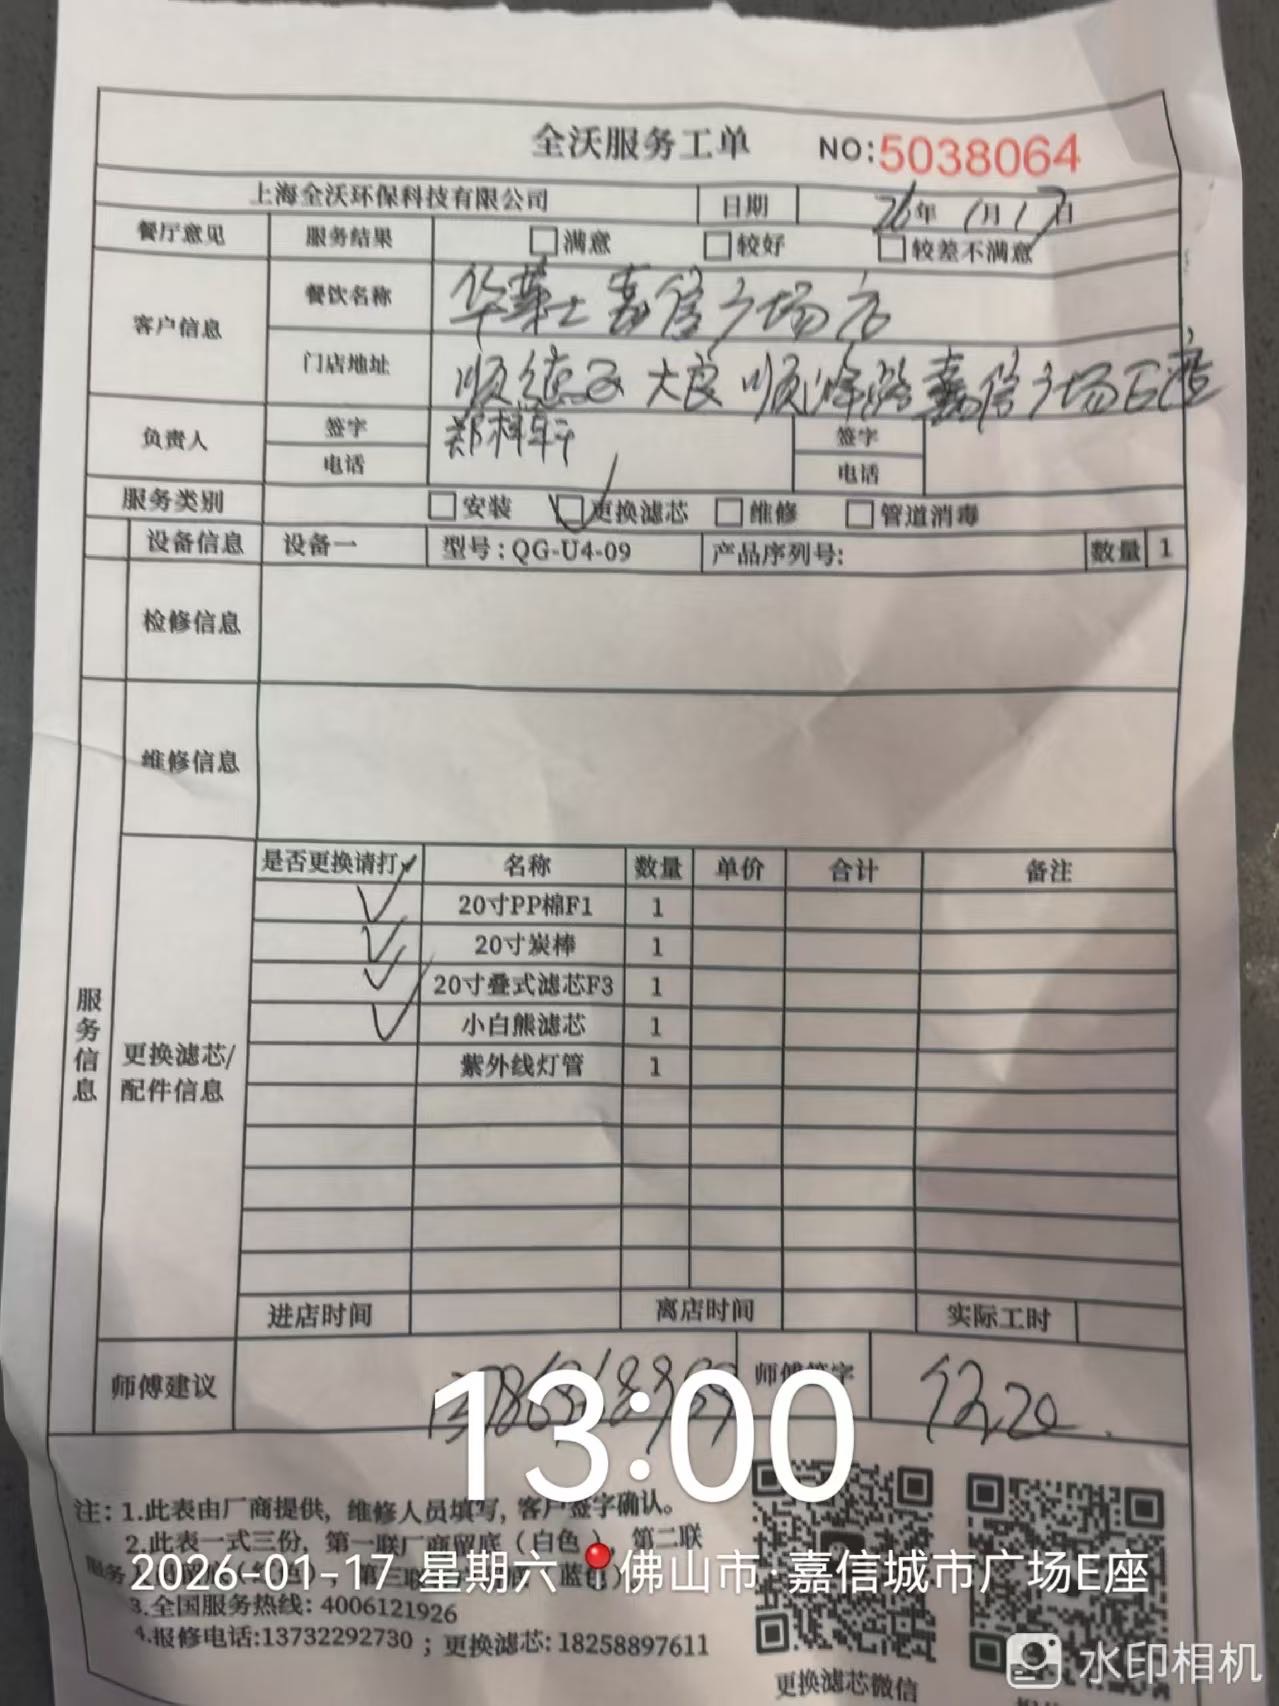 全沃服务工单 NO:5038064
上海全沃环保科技有限公司 日期 26年1月17日
餐厅意见 服务结果 满意 较好 较差不满意
客户信息 餐饮名称 华莱士嘉信广场店
门店地址 顺德区大良顺峰路嘉信广场E座
负责人 签字 郑梓轩 签字
电话 电话
服务类别 安装 更换滤芯 维修 管道消毒
设备信息 设备一 型号:QG-U4-09 产品序列号: 数量 1
检修信息
维修信息
服务信息
更换滤芯/
配件信息
是否更换请打✓ 名称 数量 单价 合计 备注
✓ 20寸PP棉F1 1
✓ 20寸炭棒 1
✓ 20寸叠式滤芯F3 1
✓ 小白熊滤芯 1
紫外线灯管 1
进店时间 离店时间 实际工时
师傅建议 师傅签字
13:00
注:1.此表由厂商提供, 维修人员填写, 客户签字确认。
2.此表一式三份, 第一联厂商留底(白色), 第二联
服务
2026-01-17 星期六 佛山市·嘉信城市广场E座
3.全国服务热线: 4006121926
4.报修电话:13732292730 ; 更换滤芯: 18258897611
更换滤芯微信
水印相机